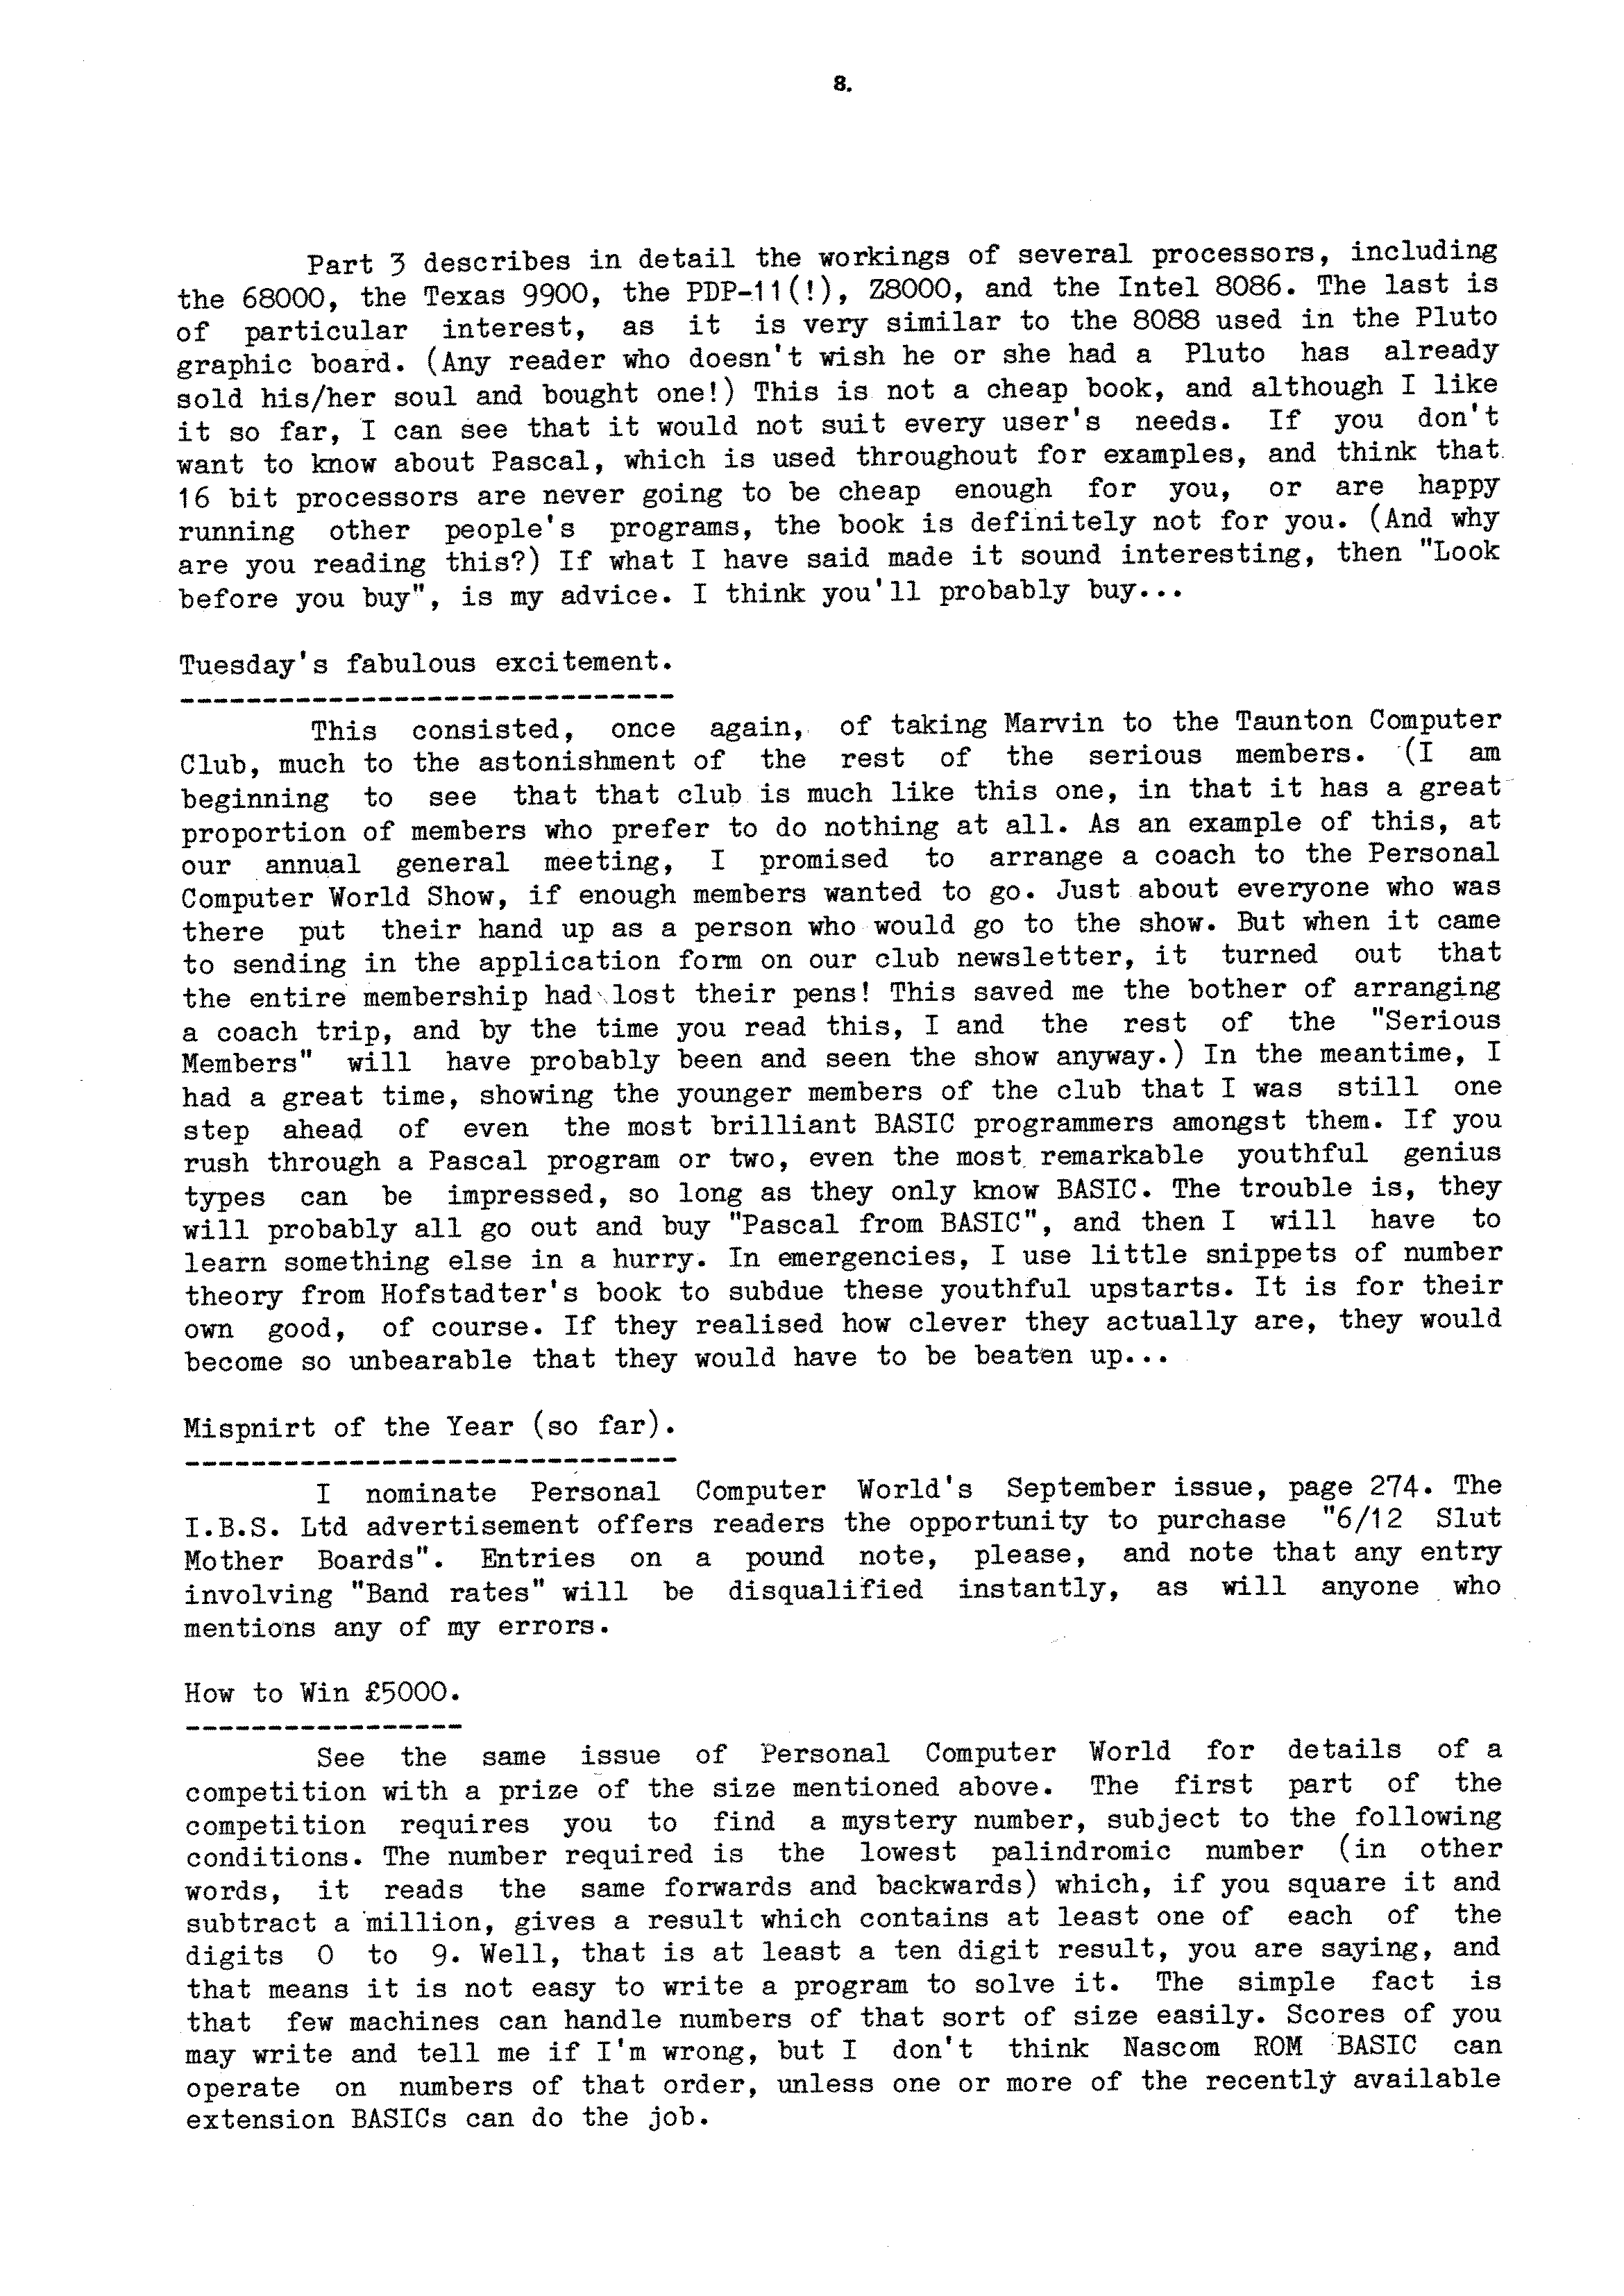 8.
Part 3 describes in detail the workings of several processors, including
the 68000, the Texas 9900, the PDP-11(!), Z8000, and the Intel 8086. The last is
of particular interest, as it is very similar to the 8088 used in the Pluto
graphic board. (Any reader who doesn't wish he or she had a Pluto has already
sold his/her soul and bought one!) This is not a cheap book, and although I like
it so far, I can see that it would not suit every user's needs. If you don't
want to know about Pascal, which is used throughout for examples, and think that
16 bit processors are never going to be cheap enough for you, or are happy
running other people's programs, the book is definitely not for you. (And why
are you reading this?) If what I have said made it sound interesting, then "Look
before you buy", is my advice. I think you'll probably buy...
Tuesday's fabulous excitement.
------------------------------
This consisted, once again, of taking Marvin to the Taunton Computer
Club, much to the astonishment of the rest of the serious members. (I am
beginning to see that that club is much like this one, in that it has a great
proportion of members who prefer to do nothing at all. As an example of this, at
our annual general meeting, I promised to arrange a coach to the Personal
Computer World Show, if enough members wanted to go. Just about everyone who was
there put their hand up as a person who would go to the show. But when it came
to sending in the application form on our club newsletter, it turned out that
the entire membership had lost their pens! This saved me the bother of arranging
a coach trip, and by the time you read this, I and the rest of the "Serious
Members" will have probably been and seen the show anyway.) In the meantime, I
had a great time, showing the younger members of the club that I was still one
step ahead of even the most brilliant BASIC programmers amongst them. If you
rush through a Pascal program or two, even the most remarkable youthful genius
types can be impressed, so long as they only know BASIC. The trouble is, they
will probably all go out and buy "Pascal from BASIC", and then I will have to
learn something else in a hurry. In emergencies, I use little snippets of number
theory from Hofstadter's book to subdue these youthful upstarts. It is for their
own good, of course. If they realised how clever they actually are, they would
become so unbearable that they would have to be beaten up...
Mispnirt of the Year (so far).
------------------------------
I nominate Personal Computer World's September issue, page 274. The
I.B.S. Ltd advertisement offers readers the opportunity to purchase "6/12 Slut
Mother Boards". Entries on a pound note, please, and note that any entry
involving "Band rates" will be disqualified instantly, as will anyone who
mentions any of my errors.
How to Win £5000.
-----------------
See the same issue of Personal Computer World for details of a
competition with a prize of the size mentioned above. The first part of the
competition requires you to find a mystery number, subject to the following
conditions. The number required is the lowest palindromic number (in other
words, it reads the same forwards and backwards) which, if you square it and
subtract a million, gives a result which contains at least one of each of the
digits 0 to 9. Well, that is at least a ten digit result, you are saying, and
that means it is not easy to write a program to solve it. The simple fact is
that few machines can handle numbers of that sort of size easily. Scores of you
may write and tell me if I'm wrong, but I don't think Nascom ROM BASIC can
operate on numbers of that order, unless one or more of the recently available
extension BASICs can do the job.